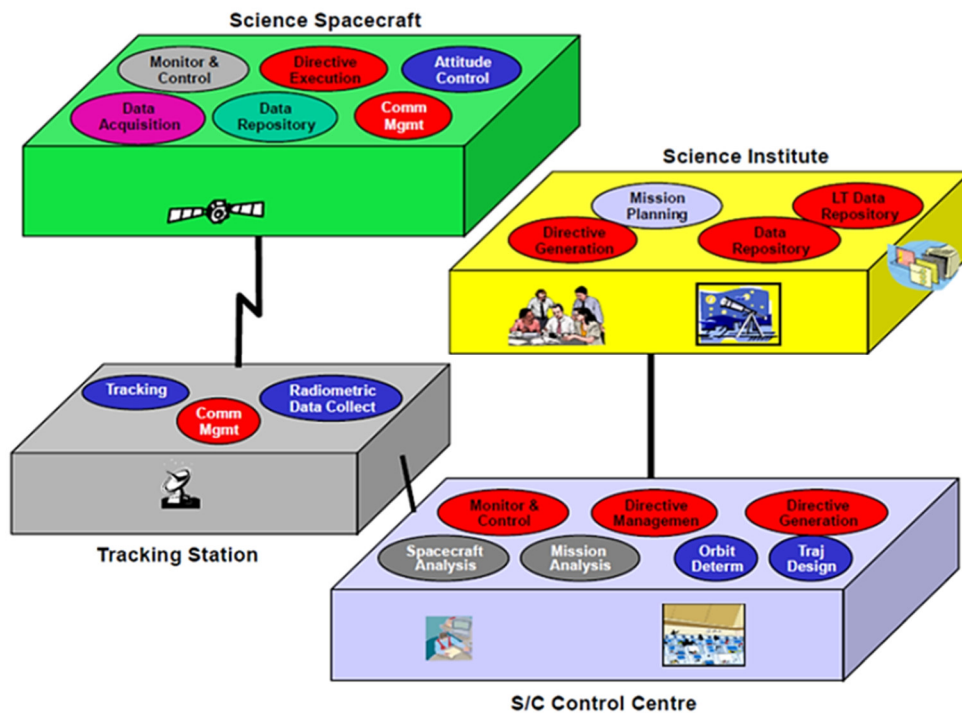 Science Spacecraft
Monitor &
Control
Directive
Execution
Attitude
Control
Data
Acquisition
Data
Repository
Comm
Mgmt
Science Institute
Mission
Planning
LT Data
Repository
Directive
Generation
Data
Repository
Tracking
Comm
Mgmt
Radiometric
Data Collect
Tracking Station
Monitor &
Control
Directive
Managemen
Directive
Generation
Spacecraft
Analysis
Mission
Analysis
Orbit
Determ
Traj
Design
S/C Control Centre